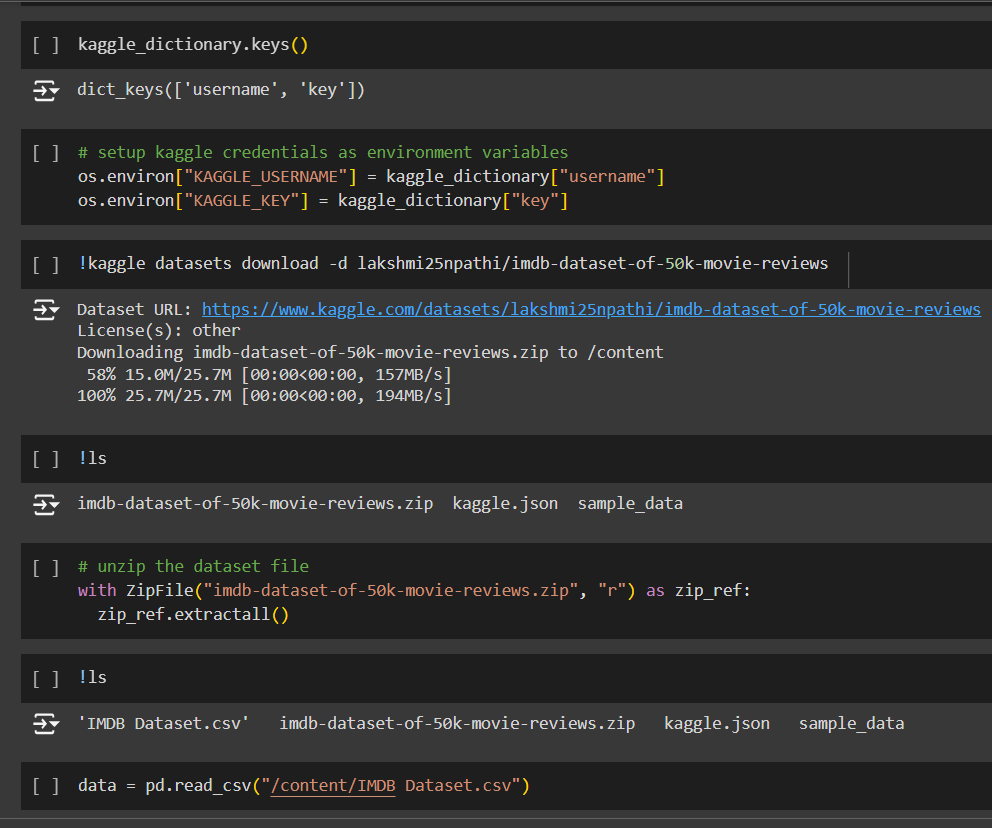 [ ] kaggle_dictionary.keys()
dict_keys(['username', 'key'])
[ ] # setup kaggle credentials as environment variables
os.environ["KAGGLE_USERNAME"] = kaggle_dictionary["username"]
os.environ["KAGGLE_KEY"] = kaggle_dictionary["key"]
[ ] !kaggle datasets download -d lakshmi25npathi/imdb-dataset-of-50k-movie-reviews
Dataset URL: https://www.kaggle.com/datasets/lakshmi25npathi/imdb-dataset-of-50k-movie-reviews
License(s): other
Downloading imdb-dataset-of-50k-movie-reviews.zip to /content
 58% 15.0M/25.7M [00:00<00:00, 157MB/s]
100% 25.7M/25.7M [00:00<00:00, 194MB/s]
[ ] !ls
imdb-dataset-of-50k-movie-reviews.zip  kaggle.json  sample_data
[ ] # unzip the dataset file
with ZipFile("imdb-dataset-of-50k-movie-reviews.zip", "r") as zip_ref:
  zip_ref.extractall()
[ ] !ls
'IMDB Dataset.csv'   imdb-dataset-of-50k-movie-reviews.zip   kaggle.json   sample_data
[ ] data = pd.read_csv("/content/IMDB Dataset.csv")